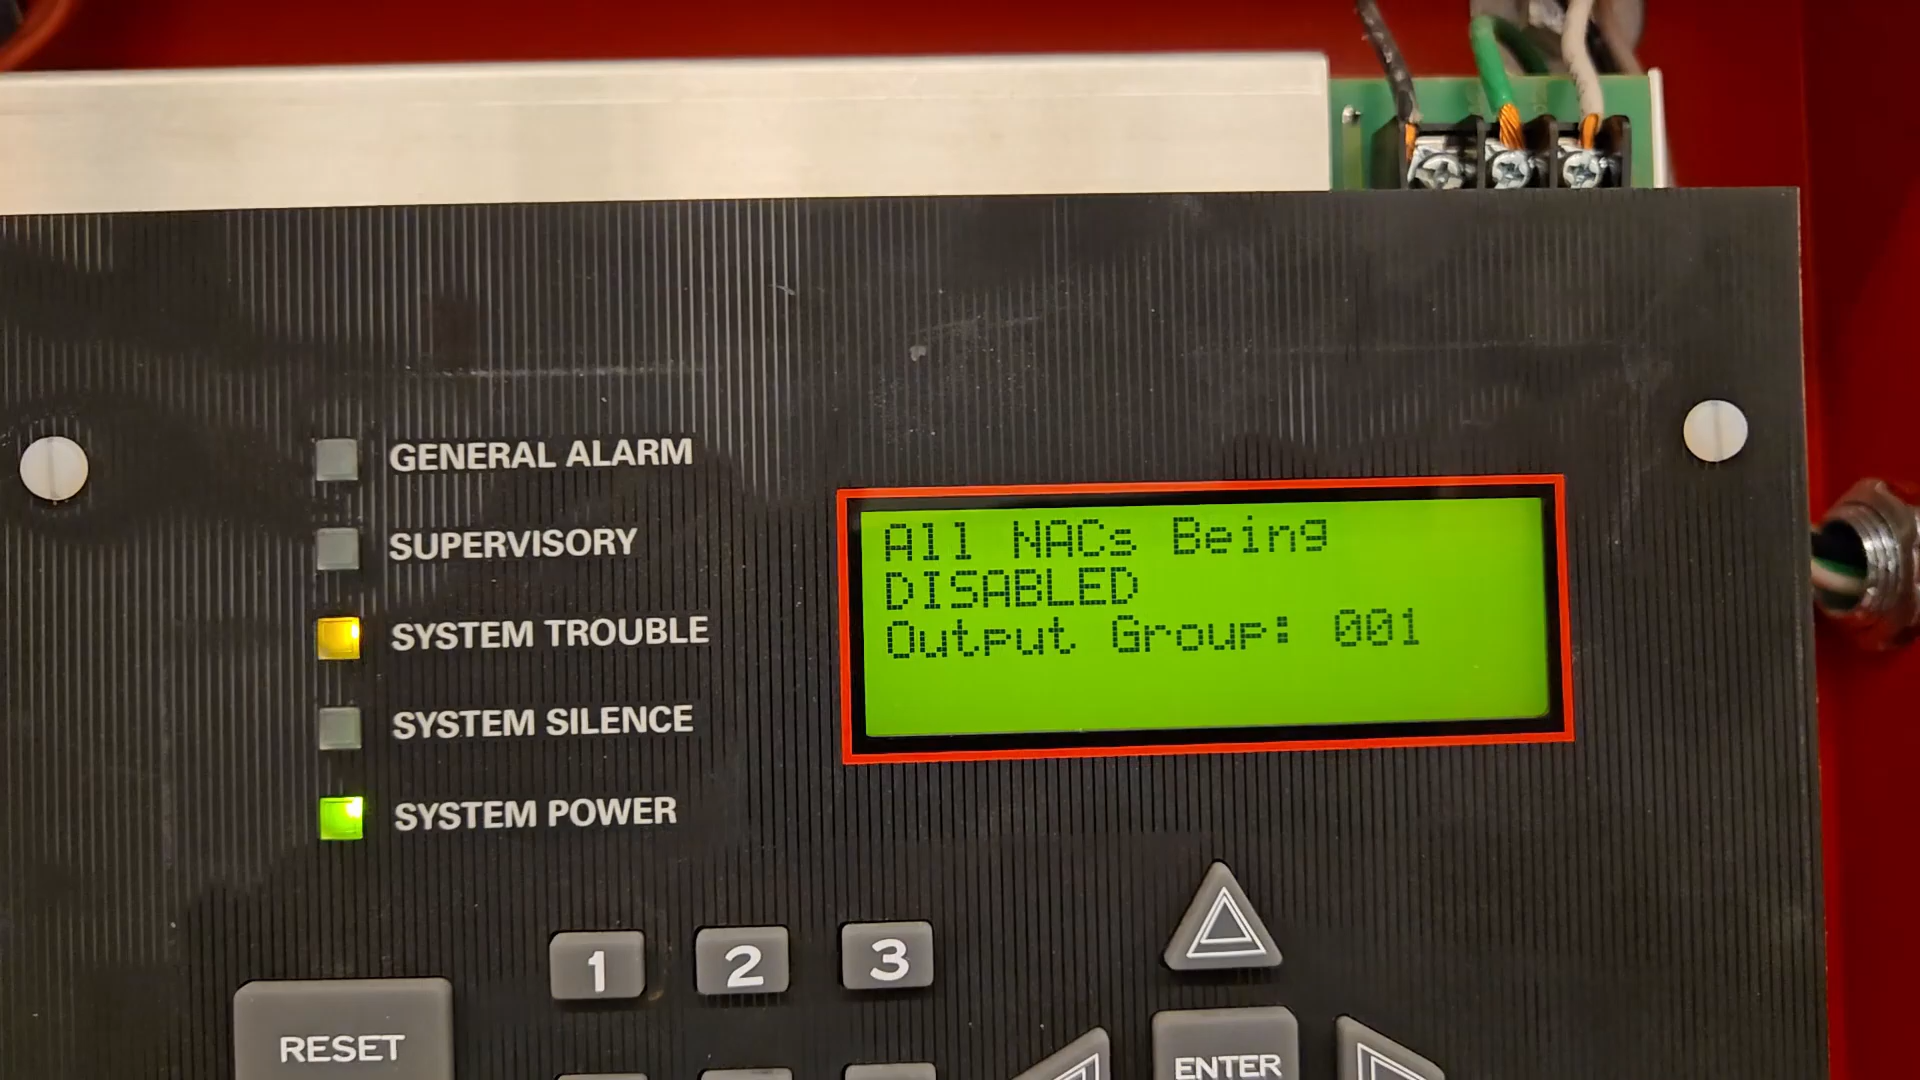 GENERAL ALARM
SUPERVISORY
SYSTEM TROUBLE
SYSTEM SILENCE
SYSTEM POWER
All NACs Being
DISABLED
Output Group: 001
1 2 3
RESET
ENTER